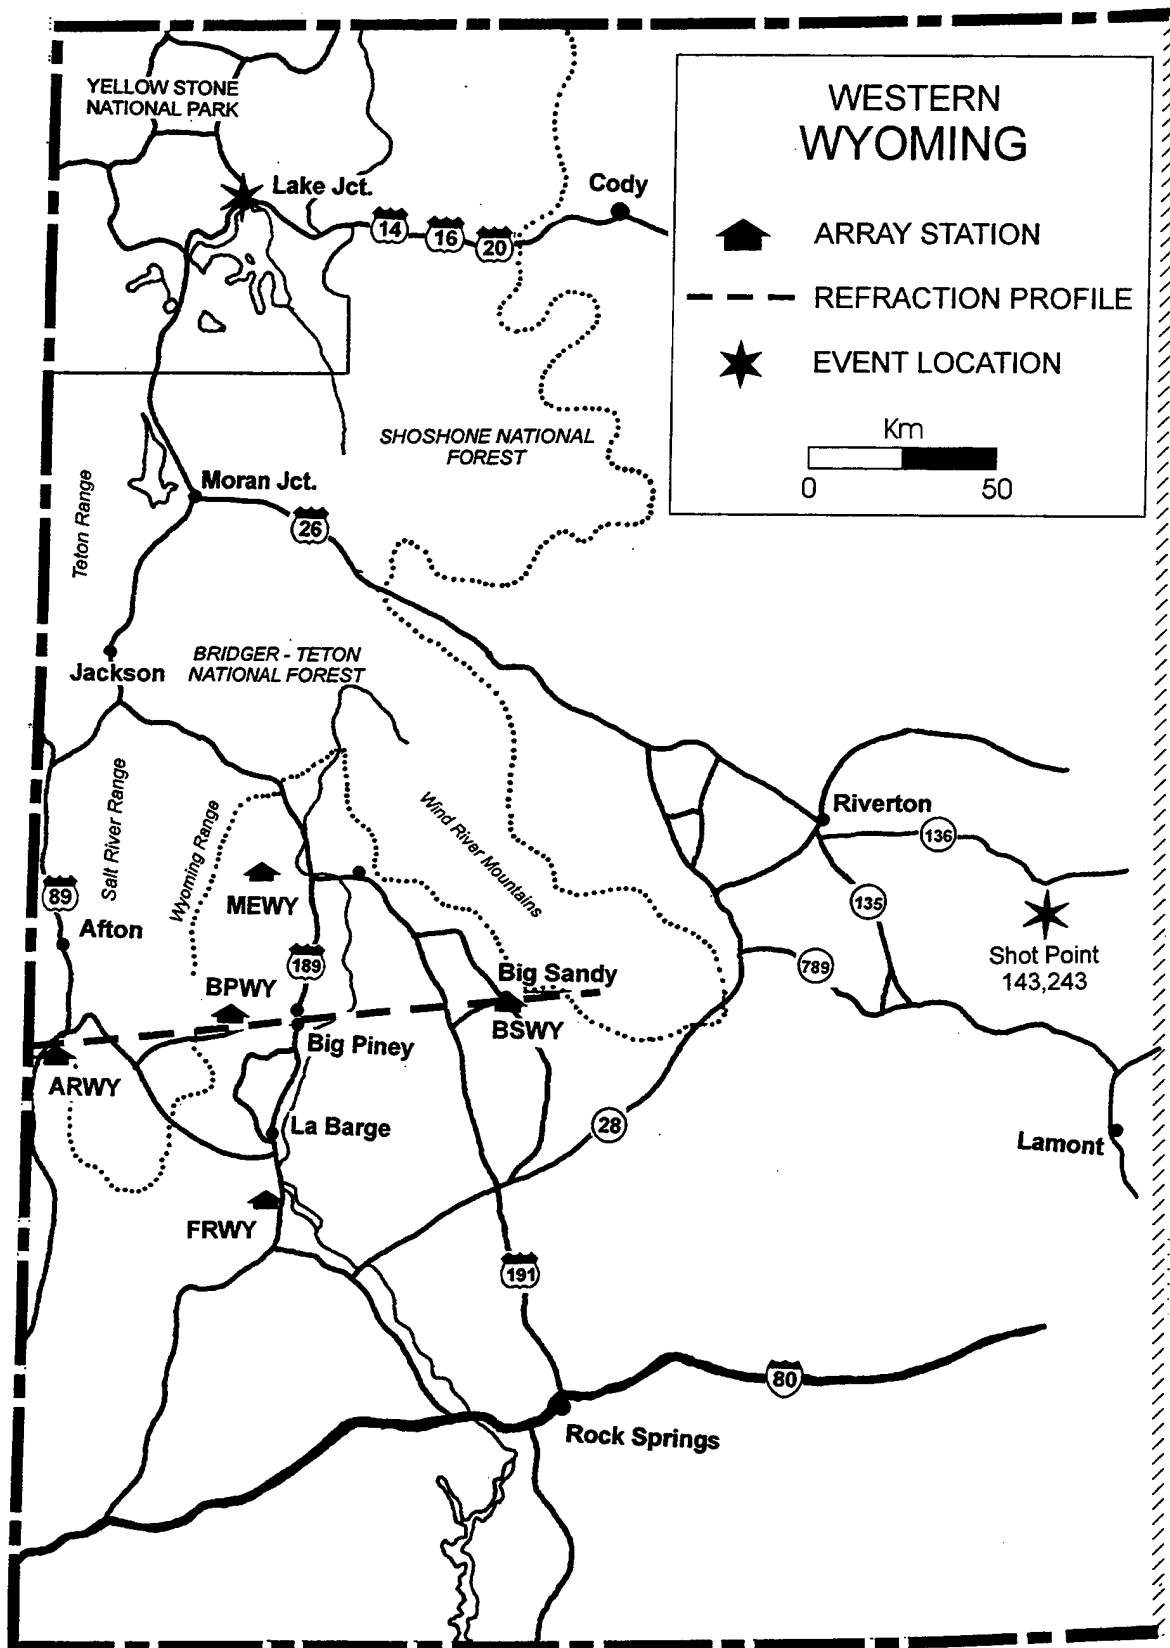 YELLOW STONE
NATIONAL PARK
WESTERN
WYOMING
Lake Jct.
Cody
14
16
20
ARRAY STATION
REFRACTION PROFILE
EVENT LOCATION
Km
0
50
SHOSHONE NATIONAL
FOREST
Moran Jct.
Teton Range
26
Jackson
BRIDGER - TETON
NATIONAL FOREST
Salt River Range
Wyoming Range
Wind River Mountains
Riverton
136
89
MEWY
135
Afton
189
789
Shot Point
143,243
BPWY
Big Sandy
BSWY
Big Piney
ARWY
La Barge
28
Lamont
FRWY
191
80
Rock Springs